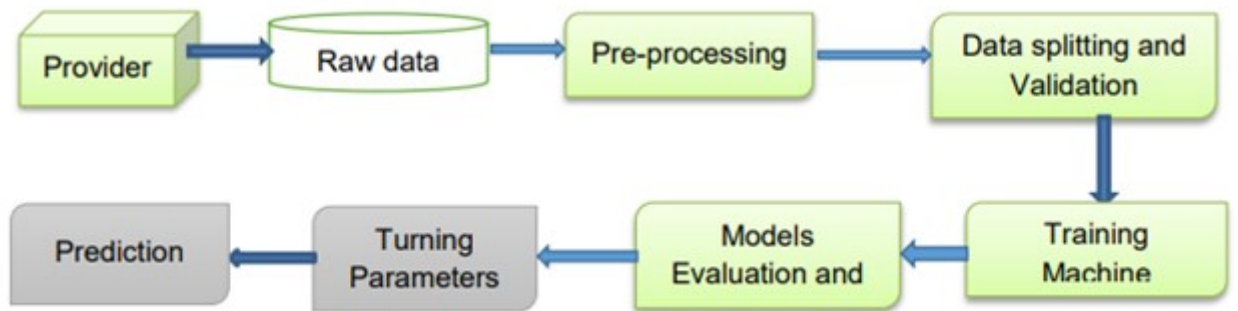 Provider
Raw data
Pre-processing
Data splitting and
Validation
Training
Machine
Models
Evaluation and
Turning
Parameters
Prediction